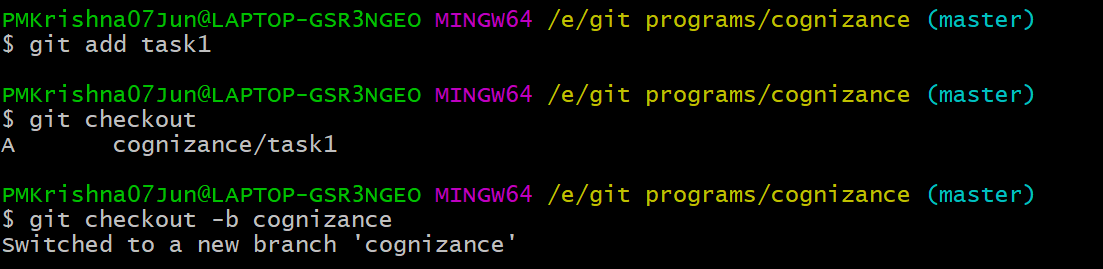 PMKrishna07Jun@LAPTOP-GSR3NGEO MINGW64 /e/git programs/cognizance (master)
$ git add task1
PMKrishna07Jun@LAPTOP-GSR3NGEO MINGW64 /e/git programs/cognizance (master)
$ git checkout
A       cognizance/task1
PMKrishna07Jun@LAPTOP-GSR3NGEO MINGW64 /e/git programs/cognizance (master)
$ git checkout -b cognizance
Switched to a new branch 'cognizance'